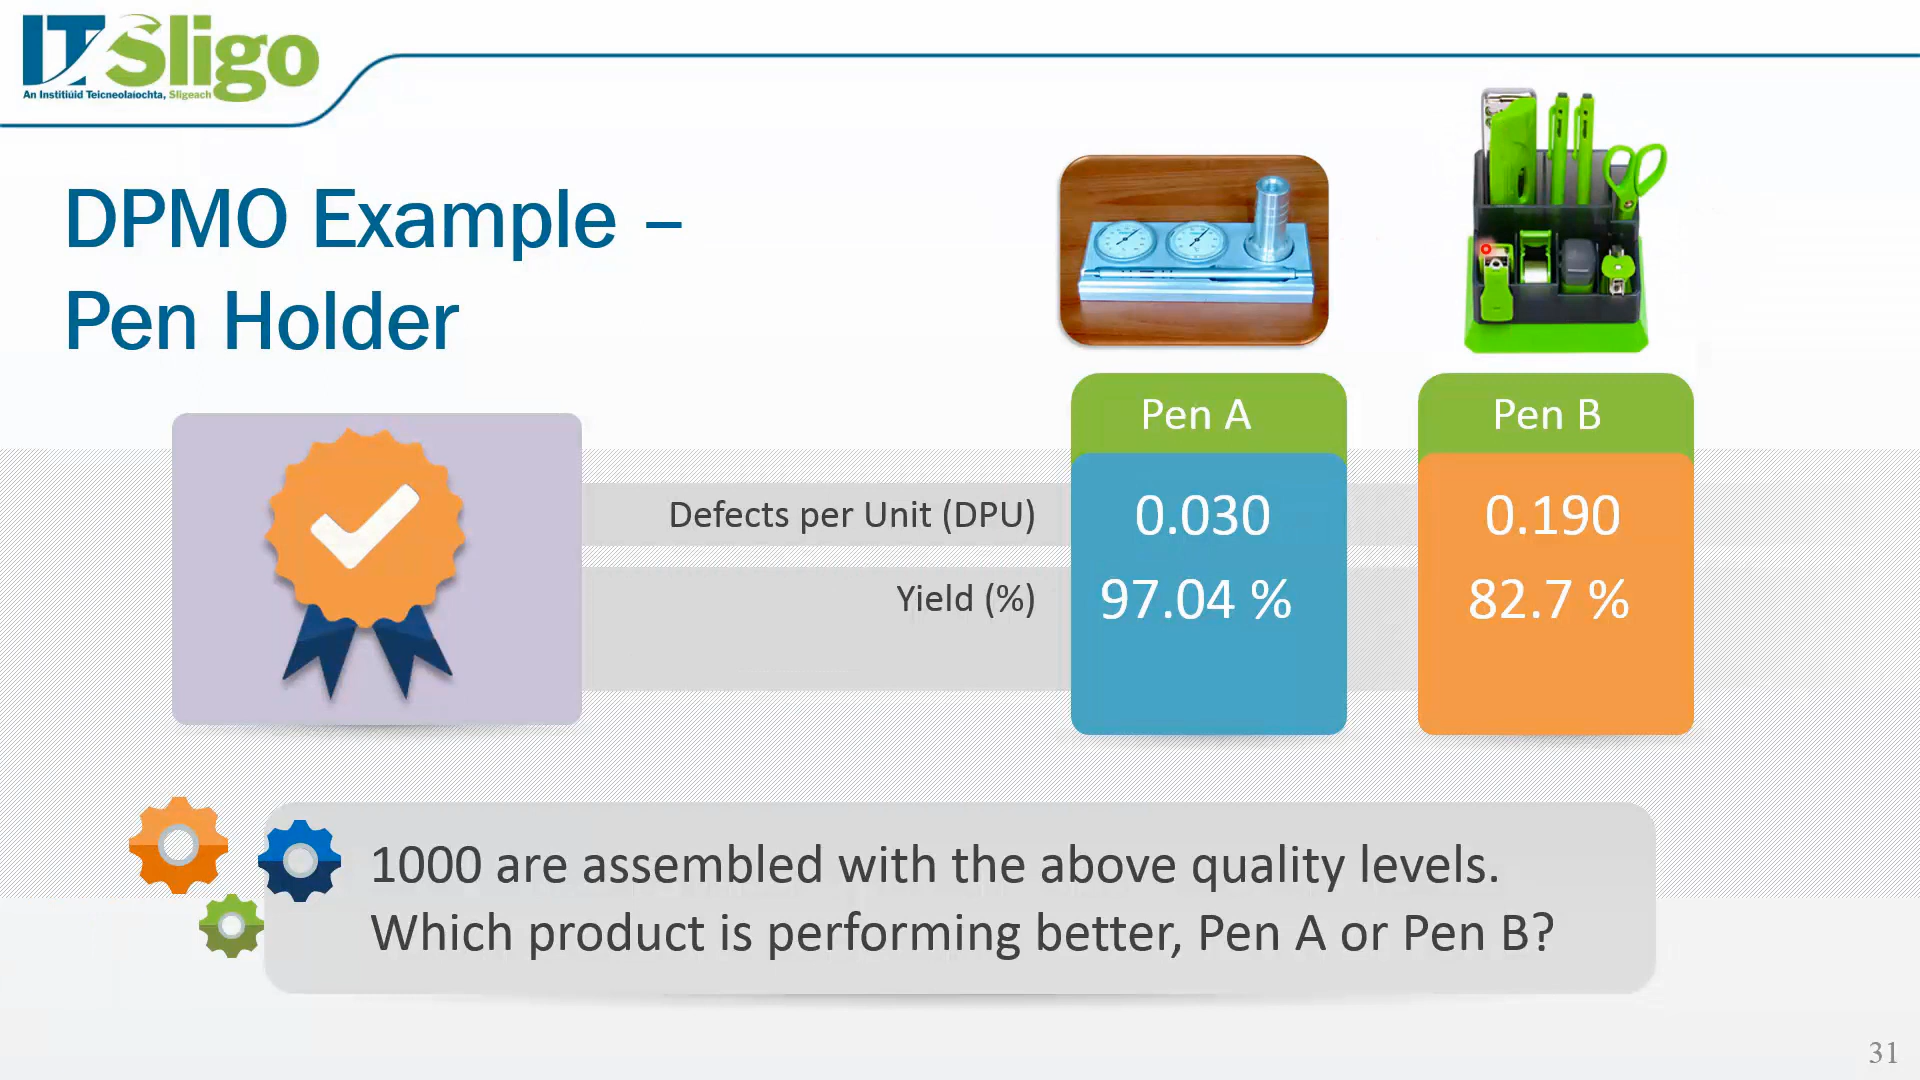 ITSligo
An Institiúid Teicneolaíochta, Sligeach
DPMO Example –
Pen Holder
Pen A
Pen B
Defects per Unit (DPU)
0.030
0.190
Yield (%)
97.04 %
82.7 %
1000 are assembled with the above quality levels.
Which product is performing better, Pen A or Pen B?
31